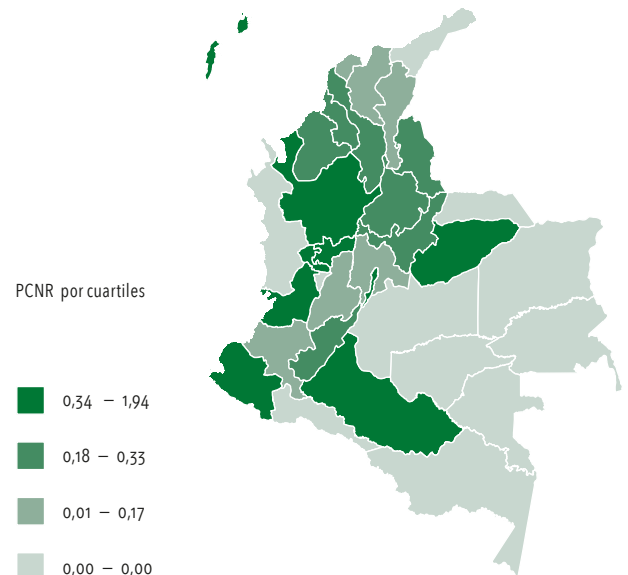 PCNR por cuartiles
0,34 – 1,94
0,18 – 0,33
0,01 – 0,17
0,00 – 0,00